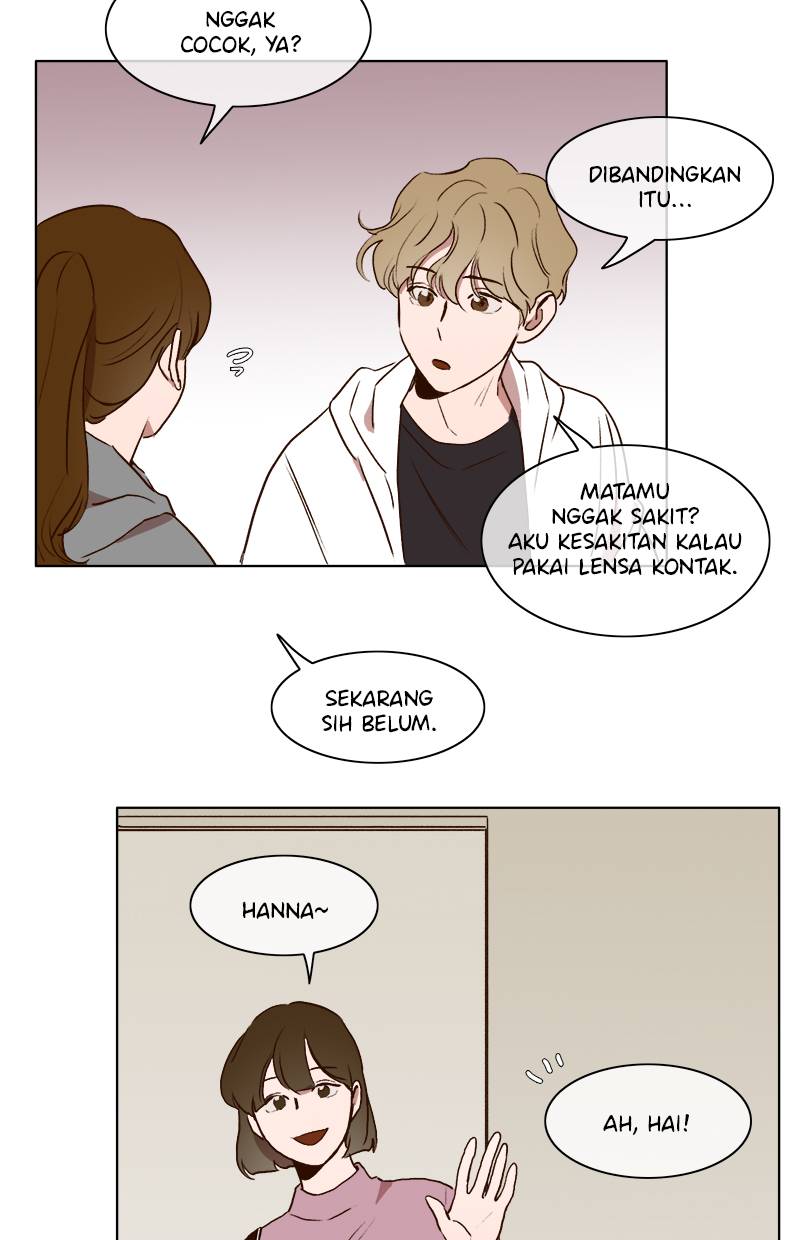 NGGAK
COCOK, YA?
DIBANDINGKAN
ITU...
MATAMU
NGGAK SAKIT?
AKU KESAKITAN KALAU
PAKAI LENSA KONTAK.
SEKARANG
SIH BELUM.
HANNA~
AH, HAI!